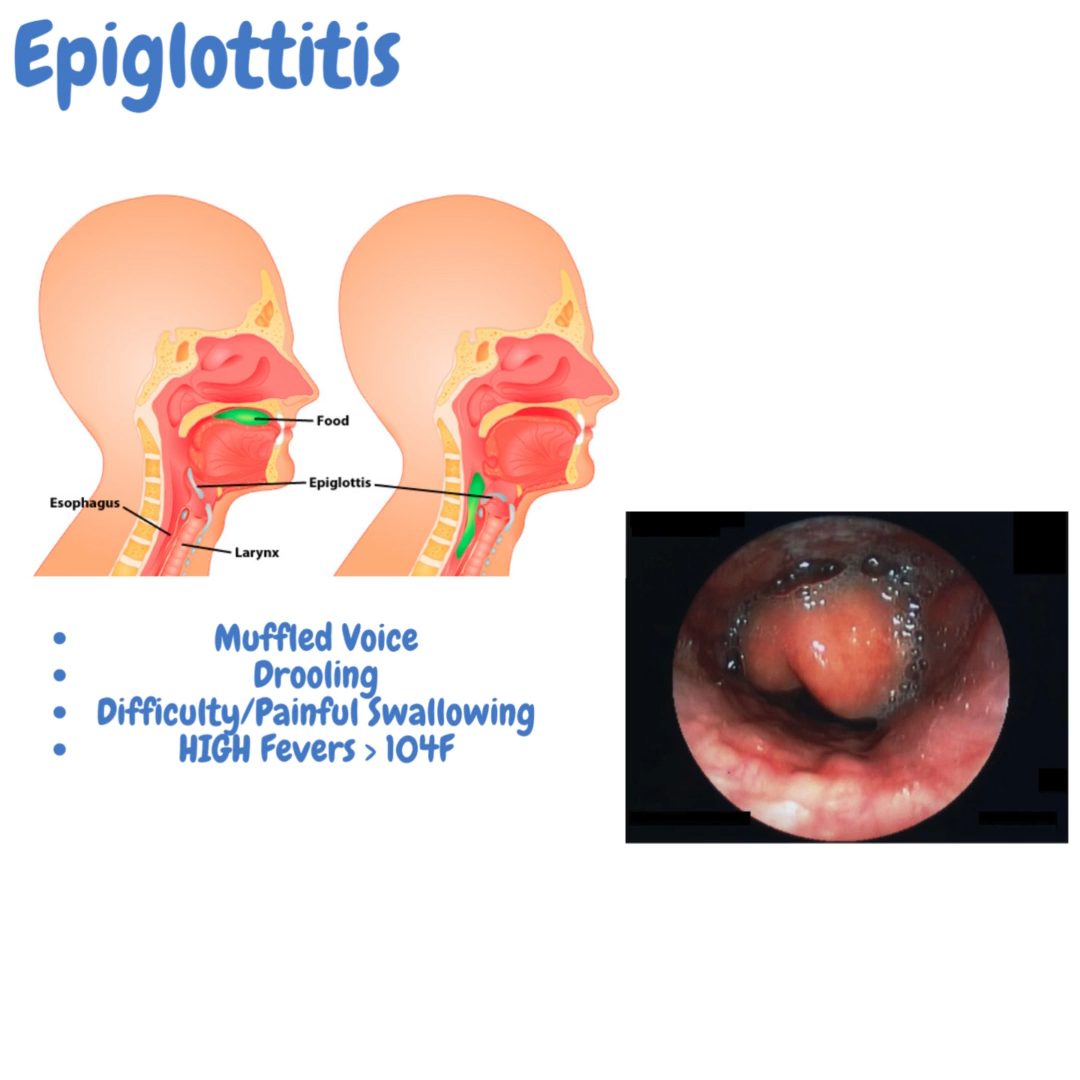 Epiglottitis
Food
Epiglottis
Esophagus
Larynx
• Muffled Voice
• Drooling
• Difficulty/Painful Swallowing
• HIGH Fevers > 104F